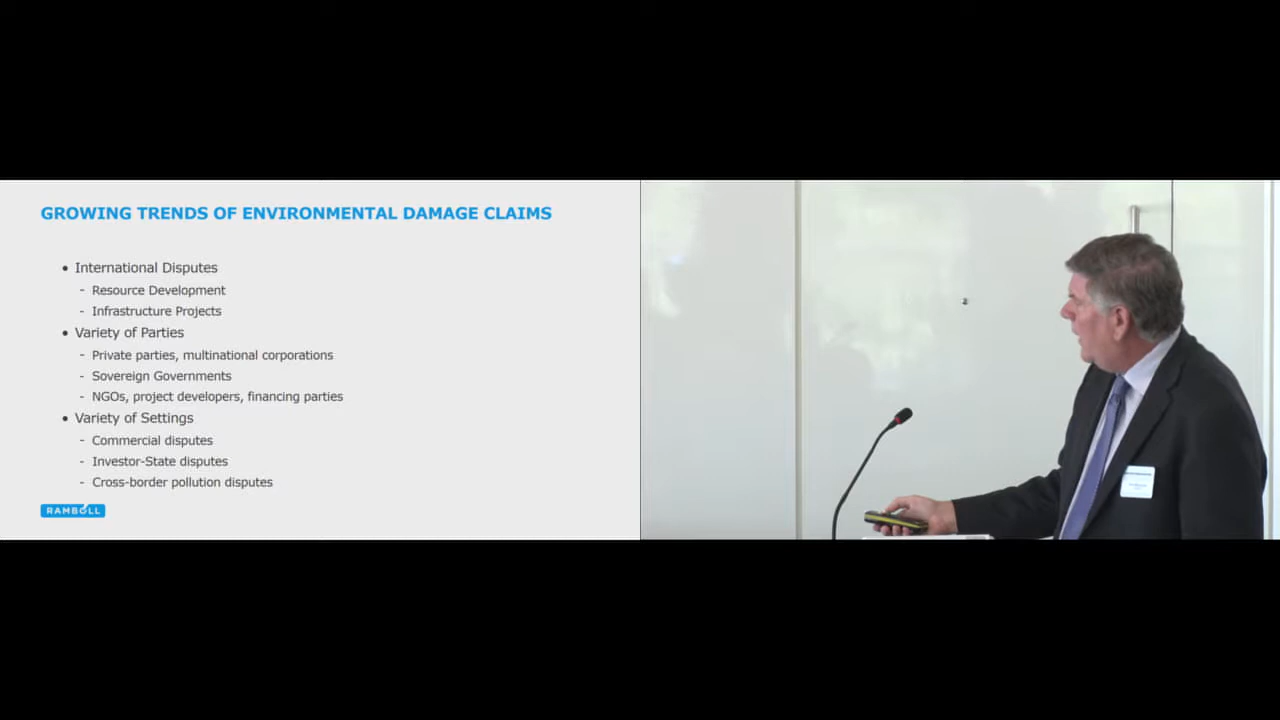 GROWING TRENDS OF ENVIRONMENTAL DAMAGE CLAIMS
• International Disputes
- Resource Development
- Infrastructure Projects
• Variety of Parties
- Private parties, multinational corporations
- Sovereign Governments
- NGOs, project developers, financing parties
• Variety of Settings
- Commercial disputes
- Investor-State disputes
- Cross-border pollution disputes
RAMBOLL